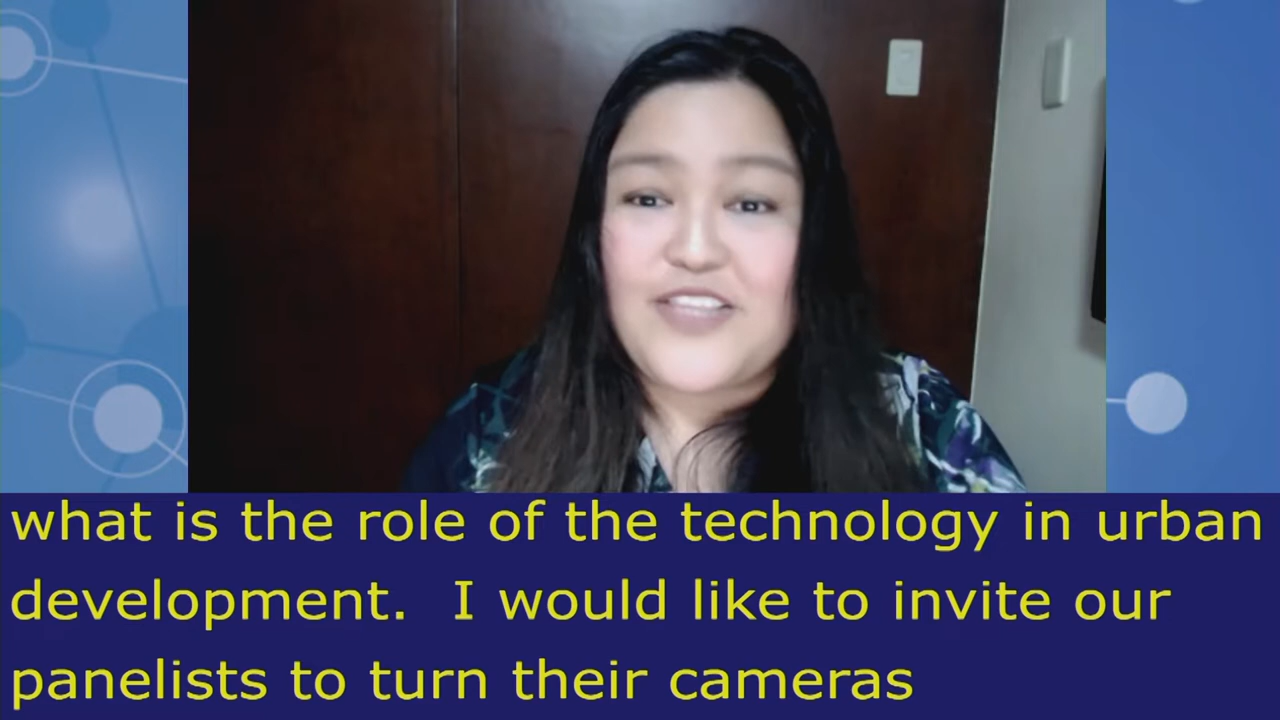 what is the role of the technology in urban
development.  I would like to invite our
panelists to turn their cameras